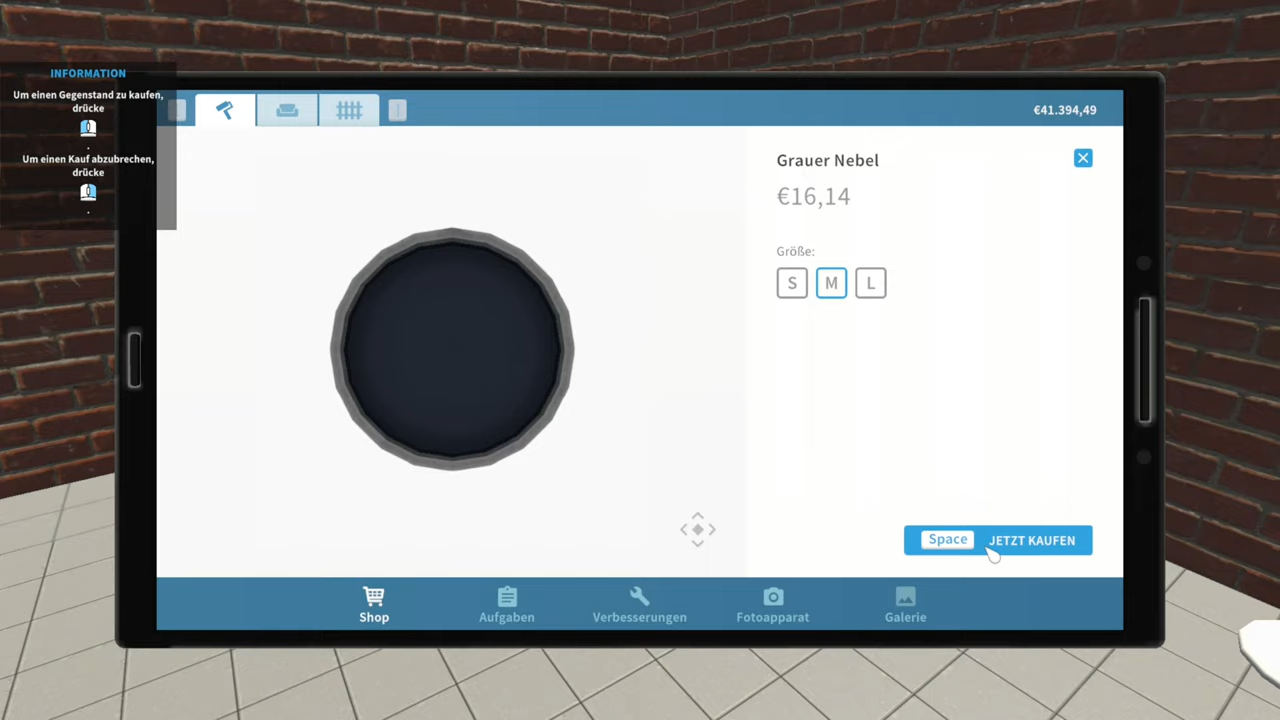 INFORMATION
Um einen Gegenstand zu kaufen,
drücke
.
Um einen Kauf abzubrechen,
drücke
.
€41.394,49
Grauer Nebel
€16,14
Größe:
S M L
Space JETZT KAUFEN
Shop Aufgaben Verbesserungen Fotoapparat Galerie